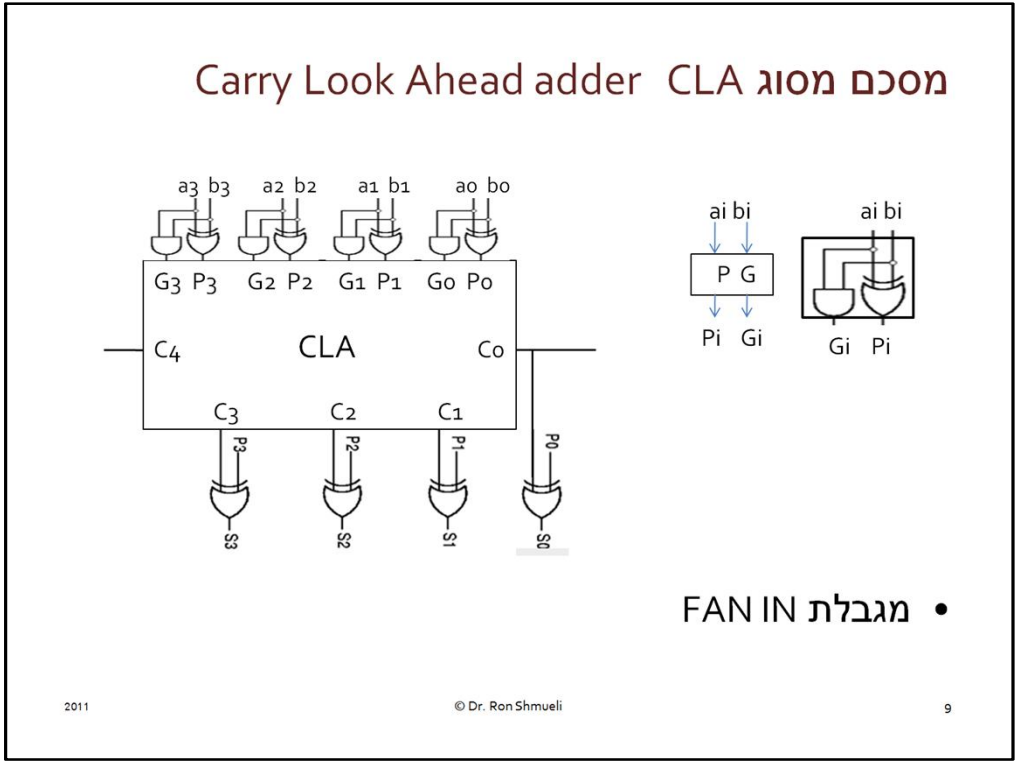 מסכם מסוג CLA Carry Look Ahead adder
a3 b3 a2 b2 a1 b1 a0 b0
G3 P3 G2 P2 G1 P1 G0 P0
C4 CLA C0
C3 C2 C1
P3 P2 P1 P0
S3 S2 S1 S0
ai bi
P G
Pi Gi
ai bi
Gi Pi
• מגבלת FAN IN
2011
© Dr. Ron Shmueli
9